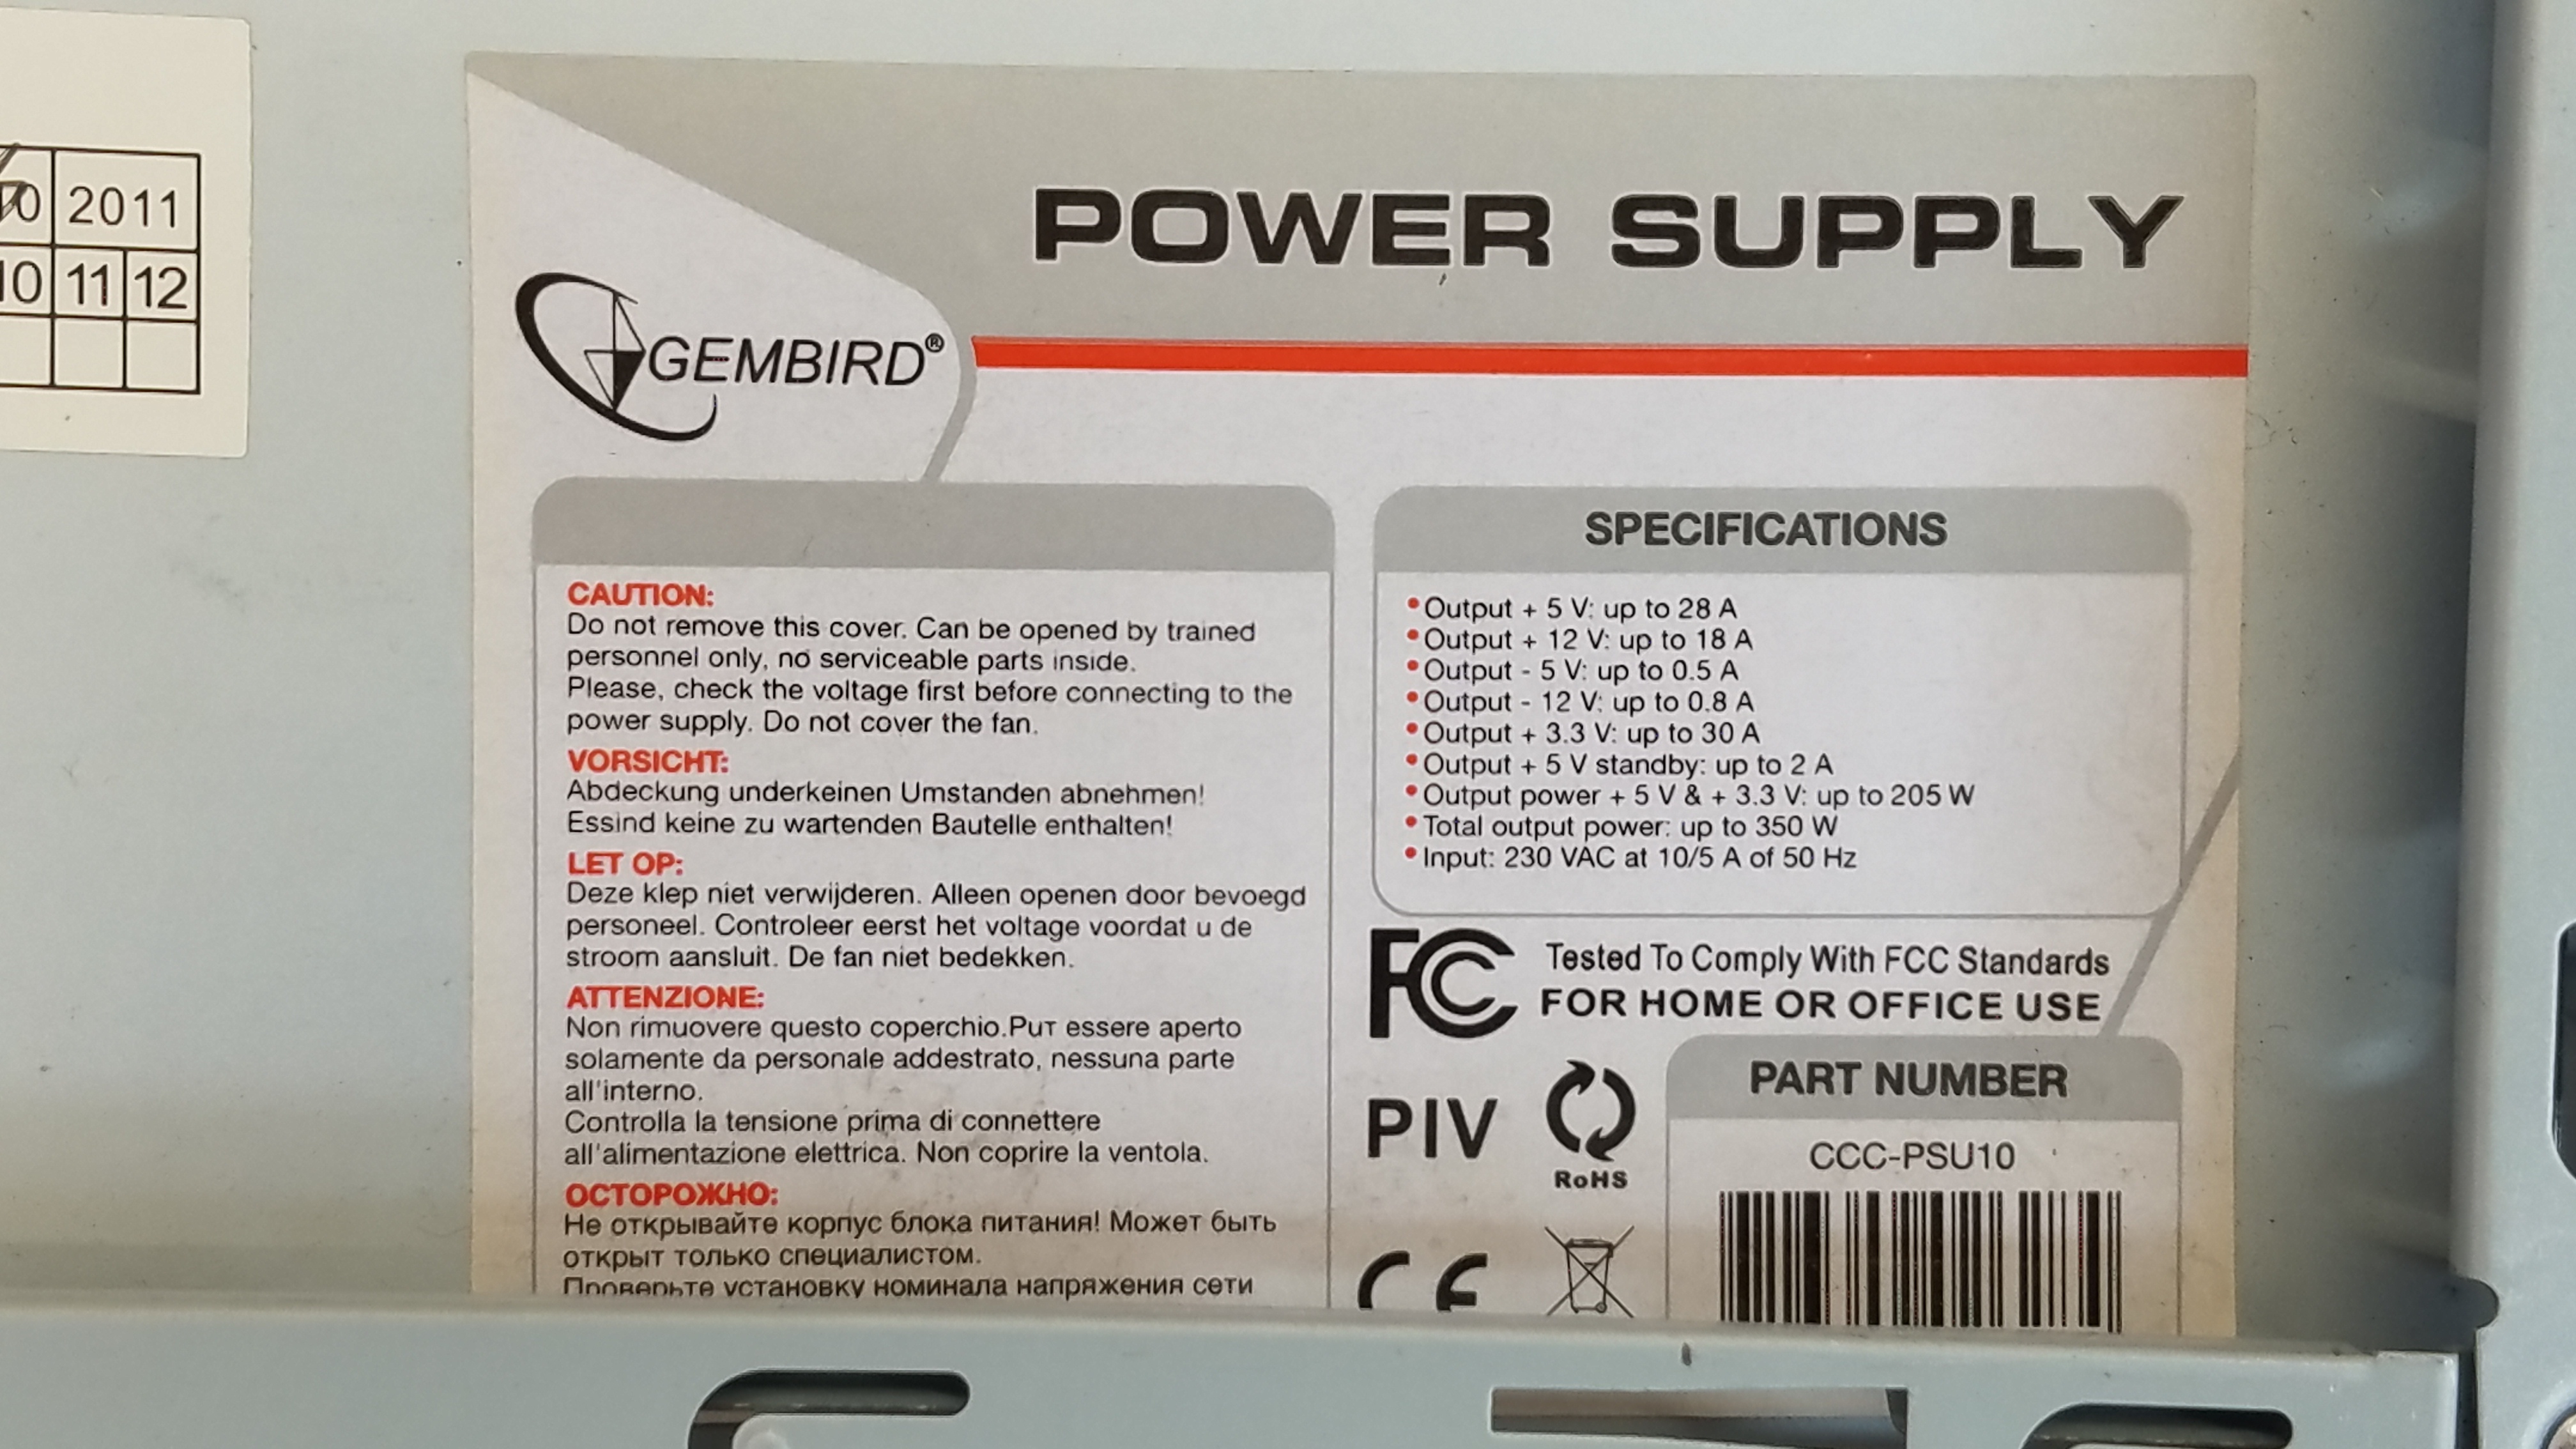 2011
10 11 12
POWER SUPPLY
GEMBIRD®
CAUTION:
Do not remove this cover. Can be opened by trained
personnel only, no serviceable parts inside.
Please, check the voltage first before connecting to the
power supply. Do not cover the fan.
VORSICHT:
Abdeckung underkeinen Umstanden abnehmen!
Essind keine zu wartenden Bautelle enthalten!
LET OP:
Deze klep niet verwijderen. Alleen openen door bevoegd
personeel. Controleer eerst het voltage voordat u de
stroom aansluit. De fan niet bedekken.
ATTENZIONE:
Non rimuovere questo coperchio.Puт essere aperto
solamente da personale addestrato, nessuna parte
all'interno.
Controlla la tensione prima di connettere
all'alimentazione elettrica. Non coprire la ventola.
ОСТОРОЖНО:
Не открывайте корпус блока питания! Может быть
открыт только специалистом.
Проверьте установку номинала напряжения сети
SPECIFICATIONS
• Output + 5 V: up to 28 A
• Output + 12 V: up to 18 A
• Output - 5 V: up to 0.5 A
• Output - 12 V: up to 0.8 A
• Output + 3.3 V: up to 30 A
• Output + 5 V standby: up to 2 A
• Output power + 5 V & + 3.3 V: up to 205 W
• Total output power: up to 350 W
• Input: 230 VAC at 10/5 A of 50 Hz
FC Tested To Comply With FCC Standards
FOR HOME OR OFFICE USE
PIV
RoHS
CE
PART NUMBER
CCC-PSU10